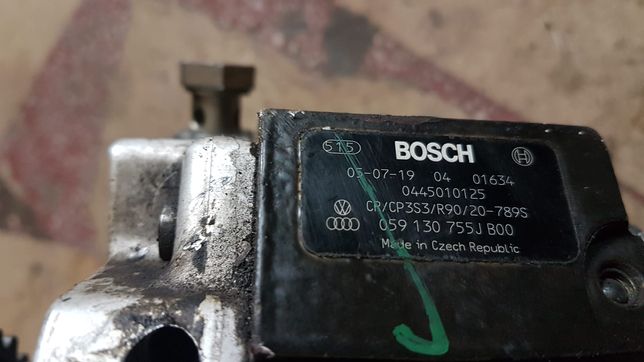 515 BOSCH
05-07-19 04 01634
0445010125
CP/CP3S3/R90/20-789S
059 130 755J B00
Made in Czech Republic